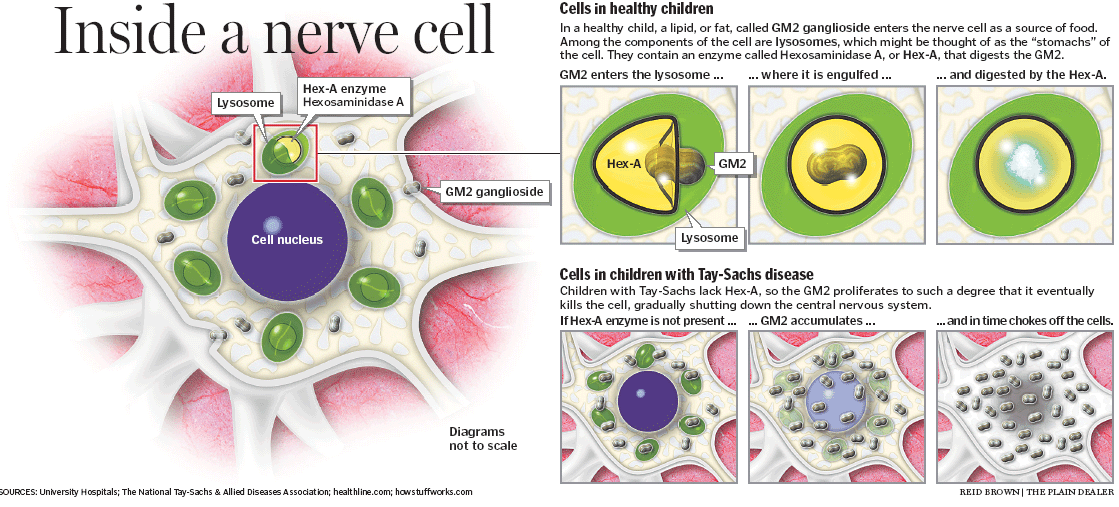 Inside a nerve cell
Lysosome
Hex-A enzyme
Hexosaminidase A
GM2 ganglioside
Cell nucleus
Diagrams
not to scale
Cells in healthy children
In a healthy child, a lipid, or fat, called GM2 ganglioside enters the nerve cell as a source of food.
Among the components of the cell are lysosomes, which might be thought of as the “stomachs” of
the cell. They contain an enzyme called Hexosaminidase A, or Hex-A, that digests the GM2.
GM2 enters the lysosome ...
... where it is engulfed ...
... and digested by the Hex-A.
Hex-A
GM2
Lysosome
Cells in children with Tay-Sachs disease
Children with Tay-Sachs lack Hex-A, so the GM2 proliferates to such a degree that it eventually
kills the cell, gradually shutting down the central nervous system.
If Hex-A enzyme is not present ...
... GM2 accumulates ...
... and in time chokes off the cells.
SOURCES: University Hospitals; The National Tay-Sachs & Allied Diseases Association; healthline.com; howstuffworks.com
REID BROWN | THE PLAIN DEALER